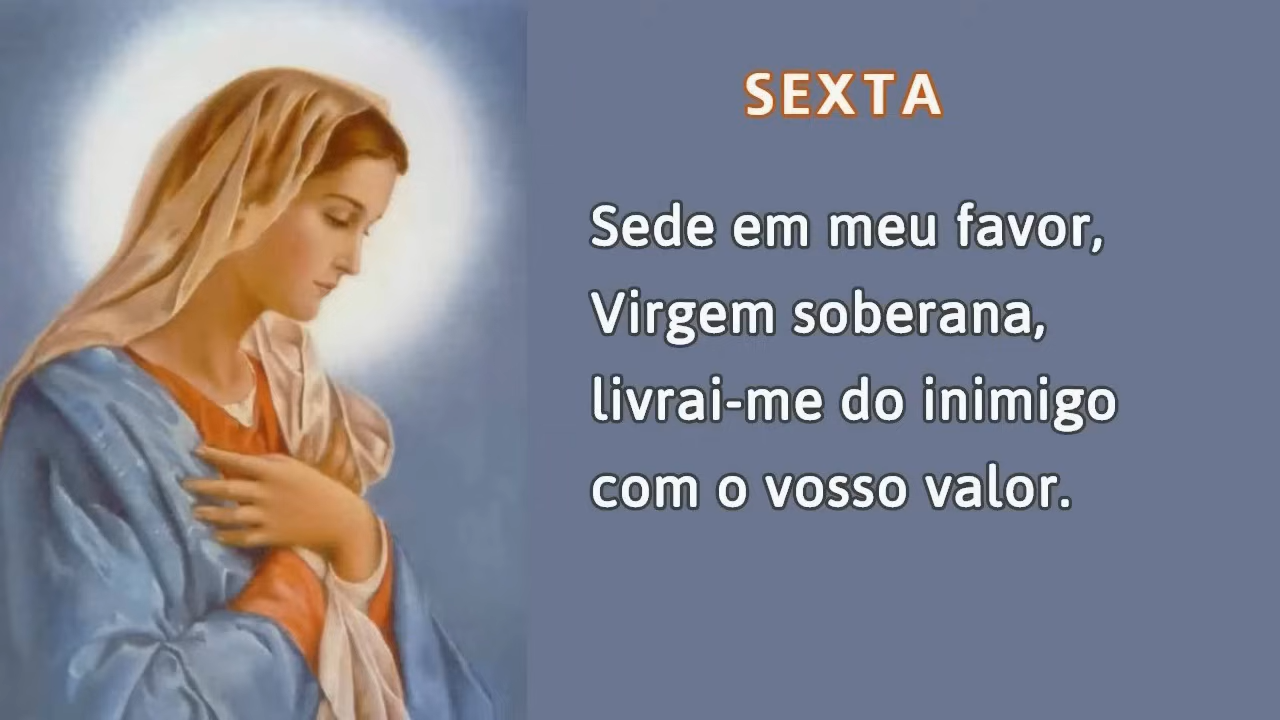 SEXTA
Sede em meu favor,
Virgem soberana,
livrai-me do inimigo
com o vosso valor.